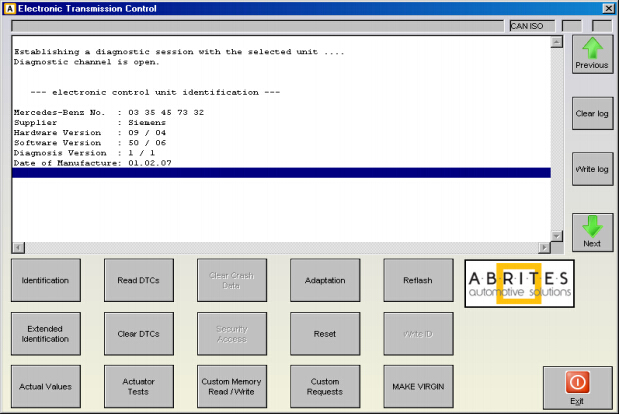 A Electronic Transmission Control
CAN ISO
Establishing a diagnostic session with the selected unit ....
Diagnostic channel is open.
--- electronic control unit identification ---
Mercedes-Benz No. : 03 35 45 73 32
Supplier : Siemens
Hardware Version : 09 / 04
Software Version : 50 / 06
Diagnosis Version : 1 / 1
Date of Manufacture: 01.02.07
Previous
Clear log
Write log
Next
Identification
Read DTCs
Clear Crash
Data
Adaptation
Reflash
Extended
Identification
Clear DTCs
Security
Access
Reset
Write ID
Actual Values
Actuator
Tests
Custom Memory
Read / Write
Custom
Requests
MAKE VIRGIN
A·B·R·I·T·E·S
automotive solutions
Exit